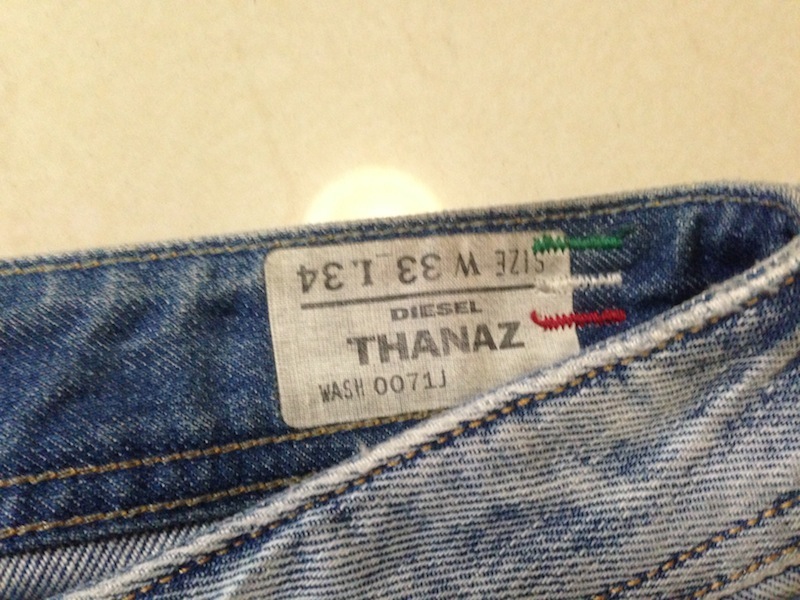 SIZE W 33 L 34
DIESEL
THANAZ
WASH 0071J